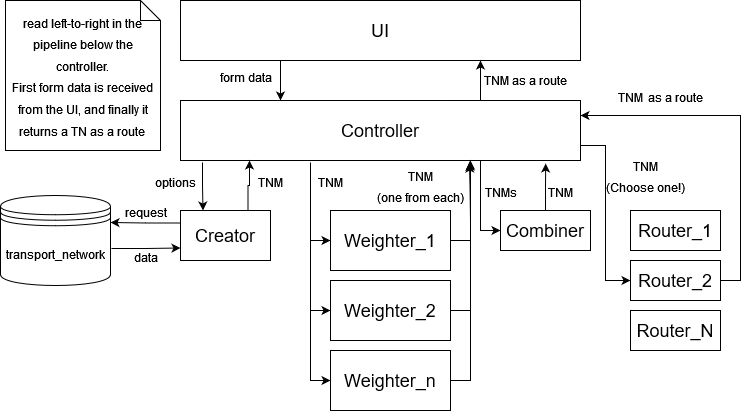 read left-to-right in the
pipeline below the
controller.
First form data is received
from the UI, and finally it
returns a TN as a route
UI
form data
TNM as a route
Controller
TNM as a route
options
TNM
TNM
TNM
(one from each)
TNMs
TNM
TNM
(Choose one!)
transport_network
request
data
Creator
Weighter_1
Weighter_2
Weighter_n
Combiner
Router_1
Router_2
Router_N